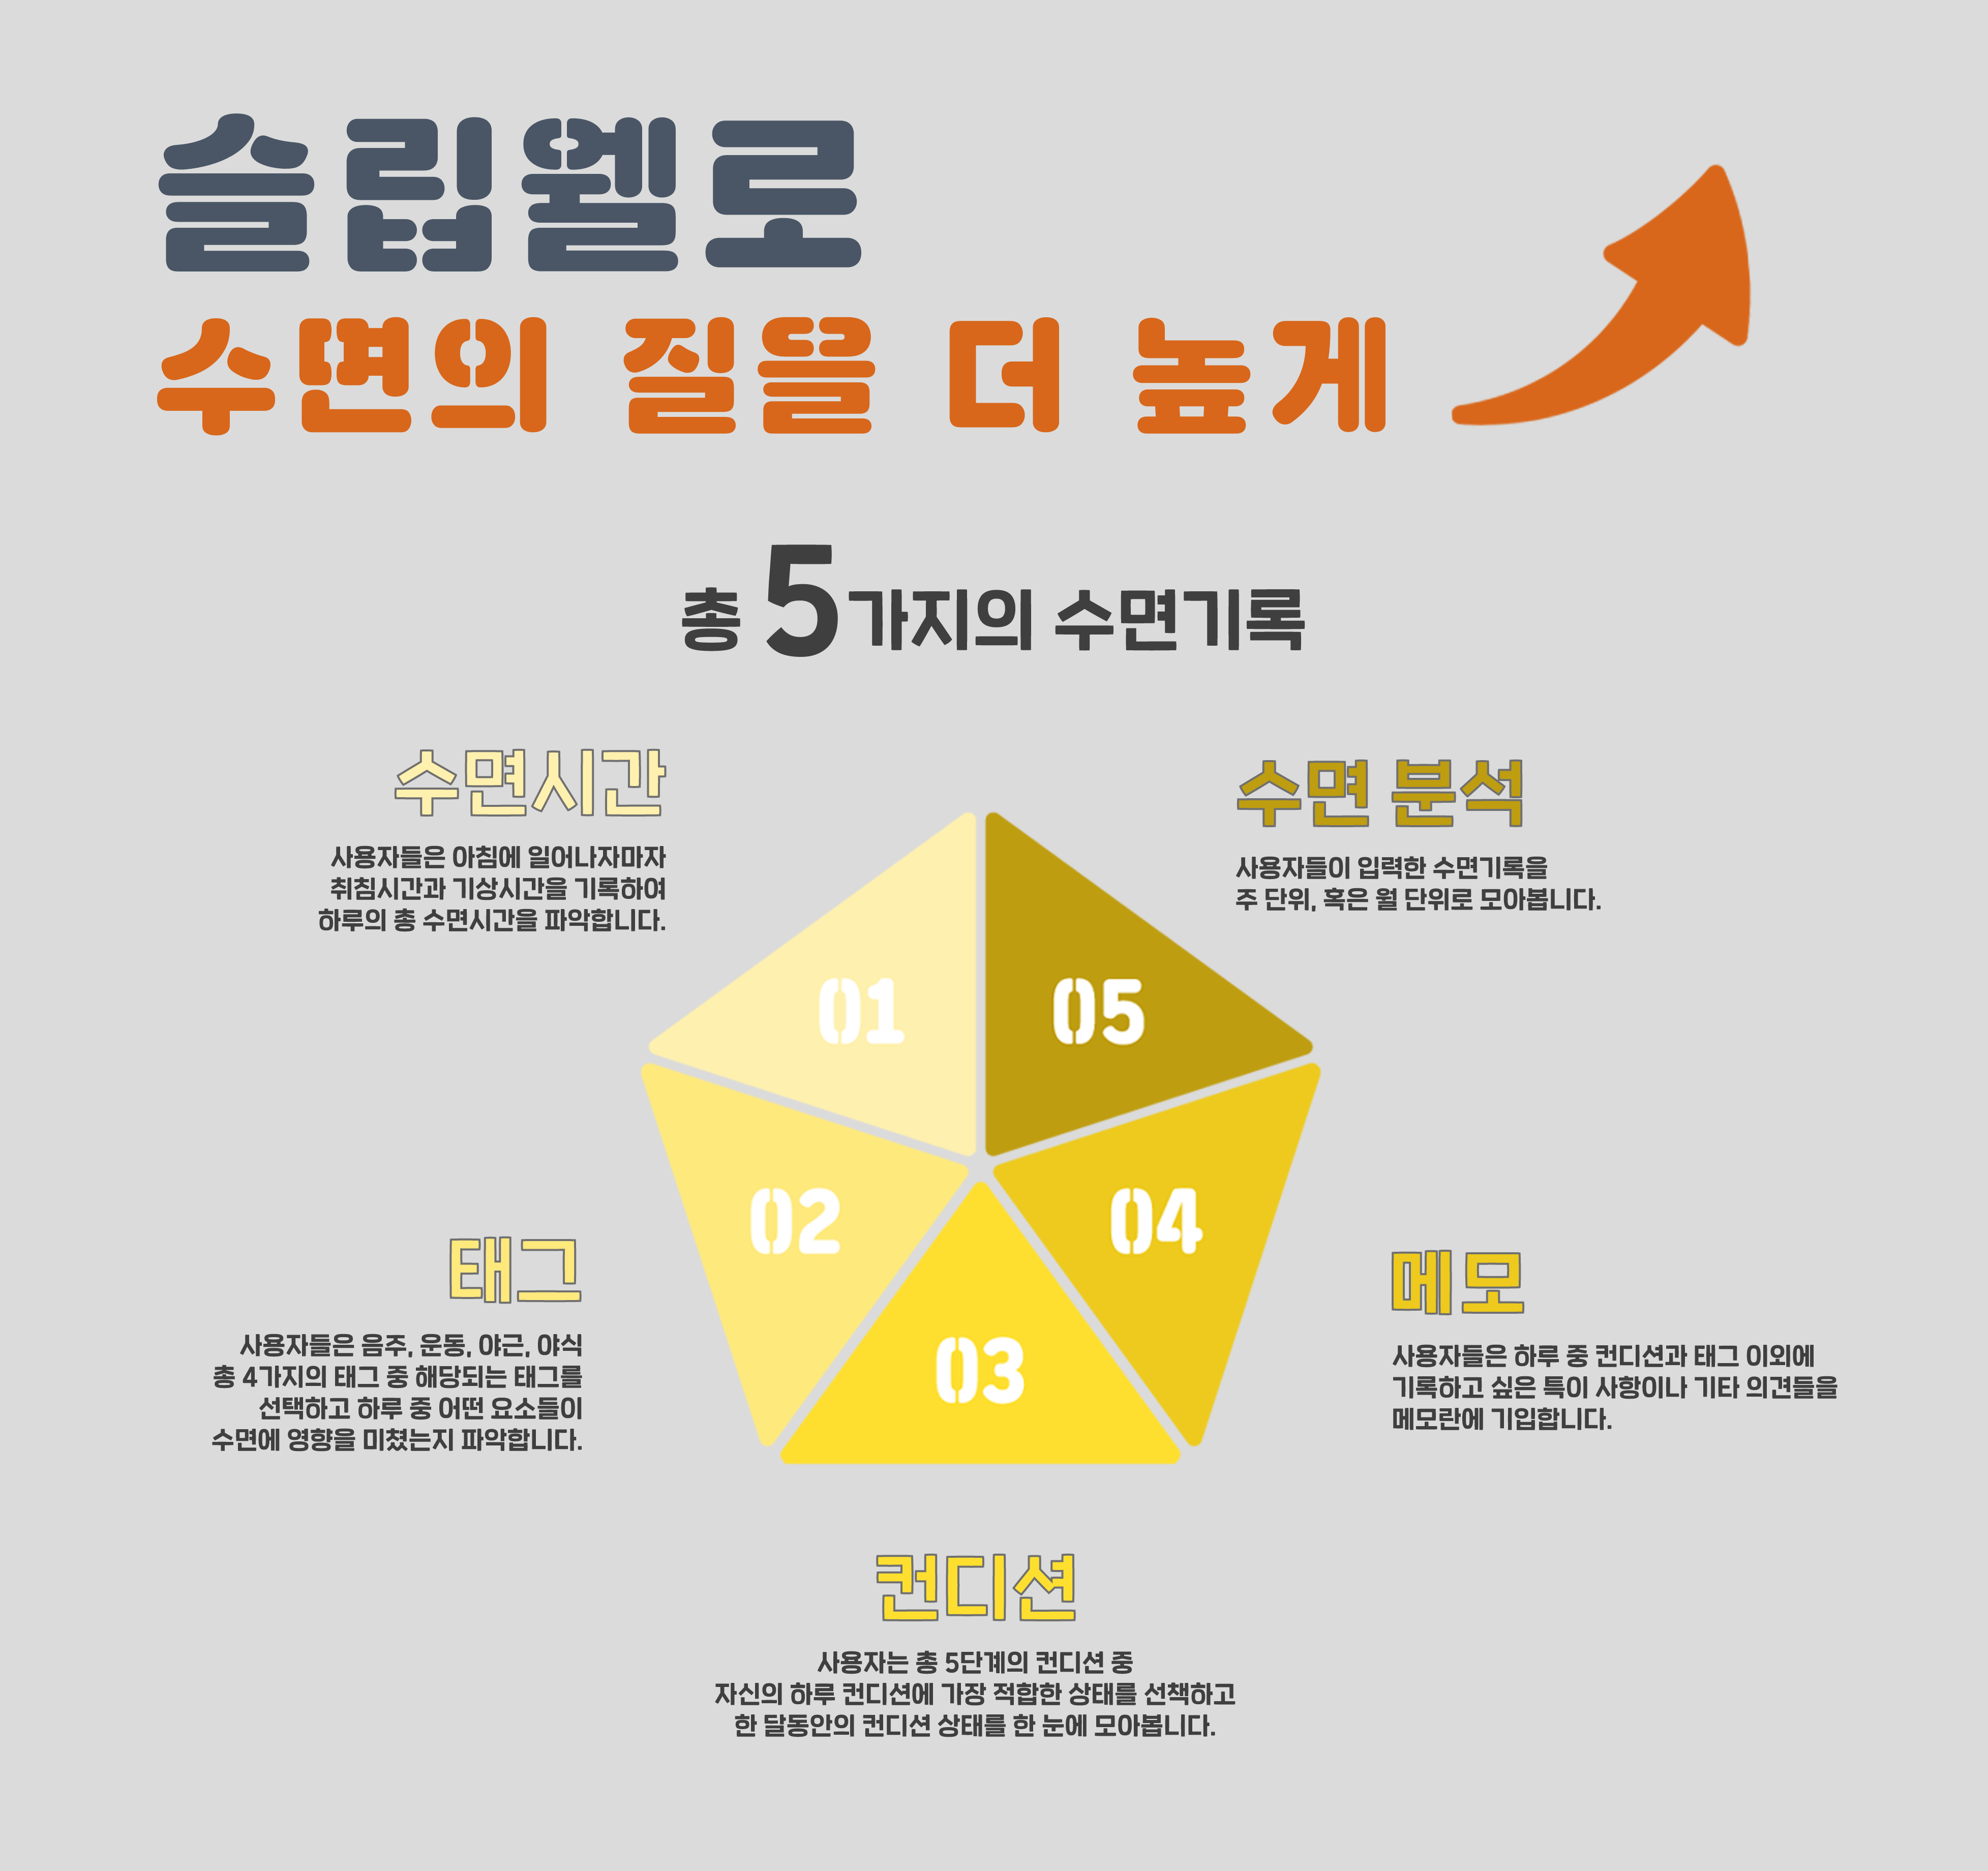 슬립웰로
수면의 질을 더 높게
총 5가지의 수면기록
수면시간
사용자들은 아침에 일어나자마자
취침시간과 기상시간을 기록하여
하루의 총 수면시간을 파악합니다.
수면 분석
사용자들이 입력한 수면기록을
주 단위, 혹은 월 단위로 모아봅니다.
01
05
02
04
03
태그
사용자들은 음주, 운동, 야근, 야식
총 4가지의 태그 중 해당되는 태그를
선택하고 하루 중 어떤 요소들이
수면에 영향을 미쳤는지 파악합니다.
메모
사용자들은 하루 중 컨디션과 태그 이외에
기록하고 싶은 특이 사항이나 기타 의견들을
메모란에 기입합니다.
컨디션
사용자는 총 5단계의 컨디션 중
자신의 하루 컨디션에 가장 적합한 상태를 선책하고
한 달동안의 컨디션 상태를 한 눈에 모아봅니다.